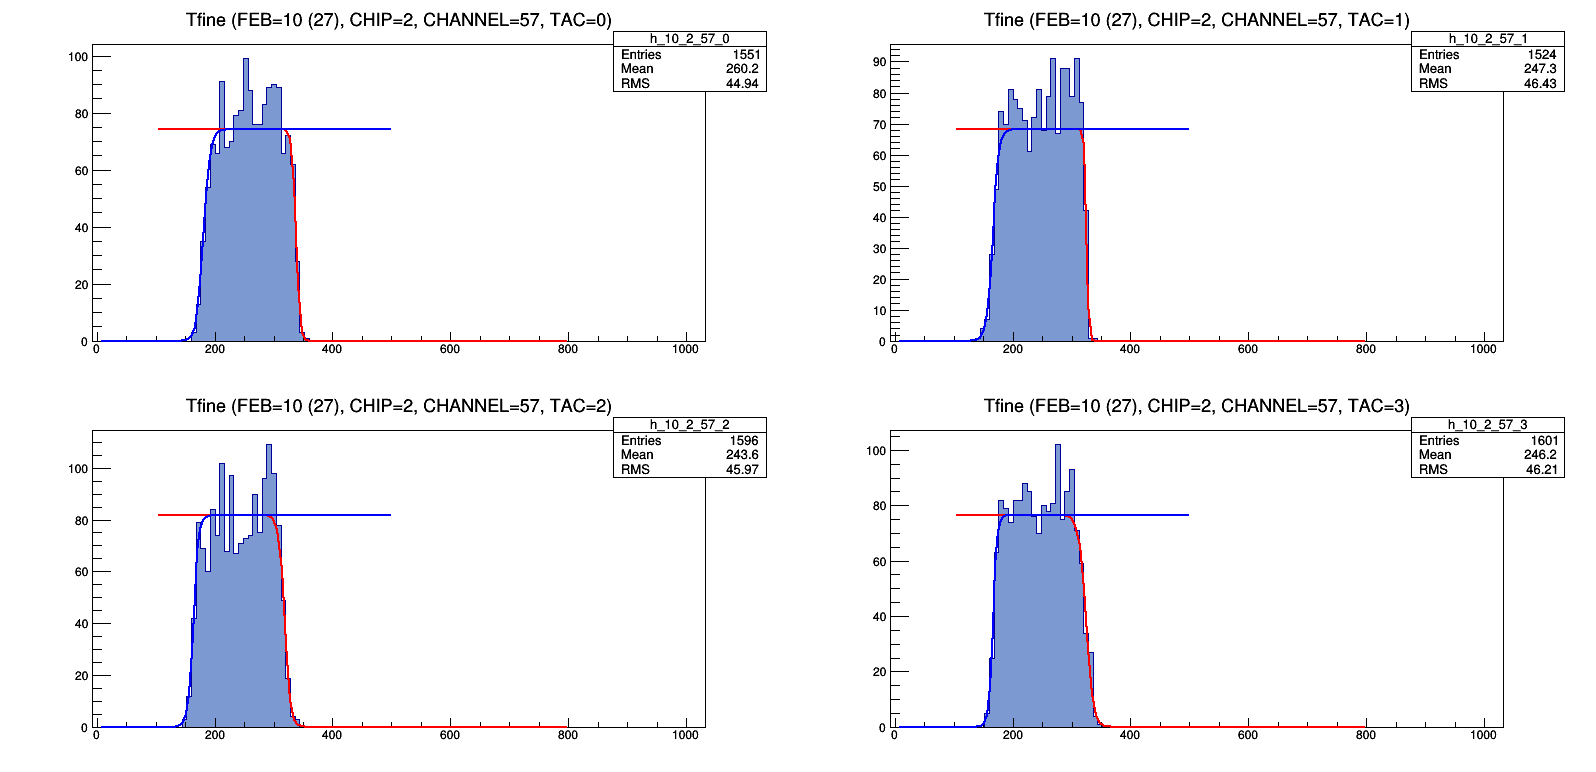 Tfine (FEB=10 (27), CHIP=2, CHANNEL=57, TAC=0)
h_10_2_57_0
Entries 1551
Mean 260.2
RMS 44.94
100
80
60
40
20
0
0 200 400 600 800 1000
Tfine (FEB=10 (27), CHIP=2, CHANNEL=57, TAC=1)
h_10_2_57_1
Entries 1524
Mean 247.3
RMS 46.43
90
80
70
60
50
40
30
20
10
0
0 200 400 600 800 1000
Tfine (FEB=10 (27), CHIP=2, CHANNEL=57, TAC=2)
h_10_2_57_2
Entries 1596
Mean 243.6
RMS 45.97
100
80
60
40
20
0
0 200 400 600 800 1000
Tfine (FEB=10 (27), CHIP=2, CHANNEL=57, TAC=3)
h_10_2_57_3
Entries 1601
Mean 246.2
RMS 46.21
100
80
60
40
20
0
0 200 400 600 800 1000